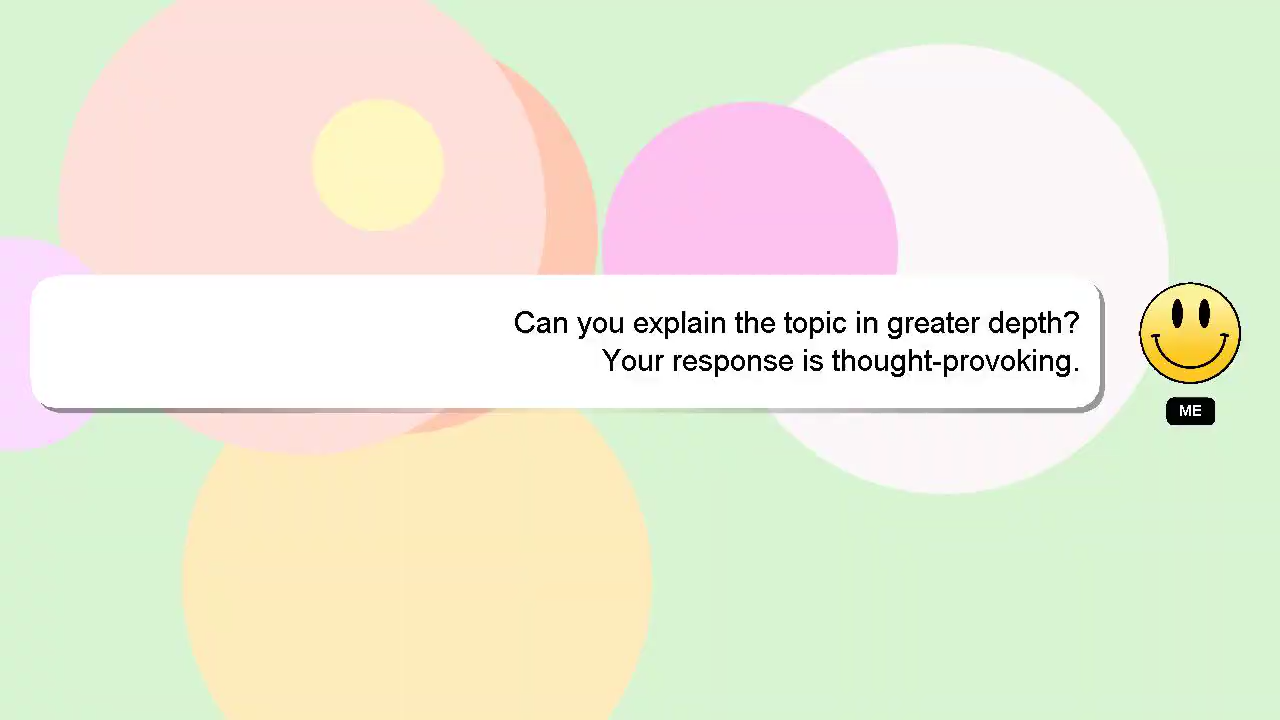 Can you explain the topic in greater depth?
Your response is thought-provoking.
ME